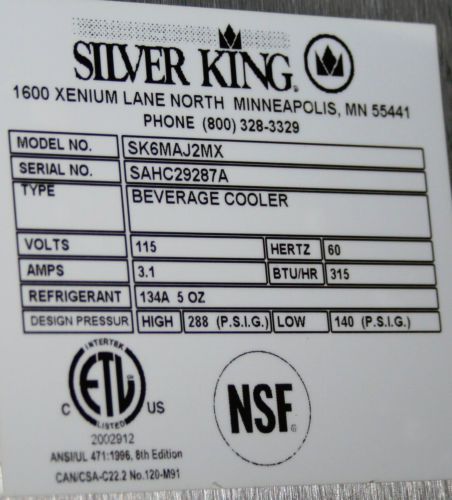 SILVER KING®
1600 XENIUM LANE NORTH MINNEAPOLIS, MN 55441
PHONE (800) 328-3329
MODEL NO. SK6MAJ2MX
SERIAL NO. SAHC29287A
TYPE BEVERAGE COOLER
VOLTS 115 HERTZ 60
AMPS 3.1 BTU/HR 315
REFRIGERANT 134A 5 OZ
DESIGN PRESSUR HIGH 288 (P.S.I.G.) LOW 140 (P.S.I.G.)
INTERTEK
ETL
C US
LISTED
2002912
ANSI/UL 471:1996, 8th Edition
CAN/CSA-C22.2 No.120-M91
NSF®